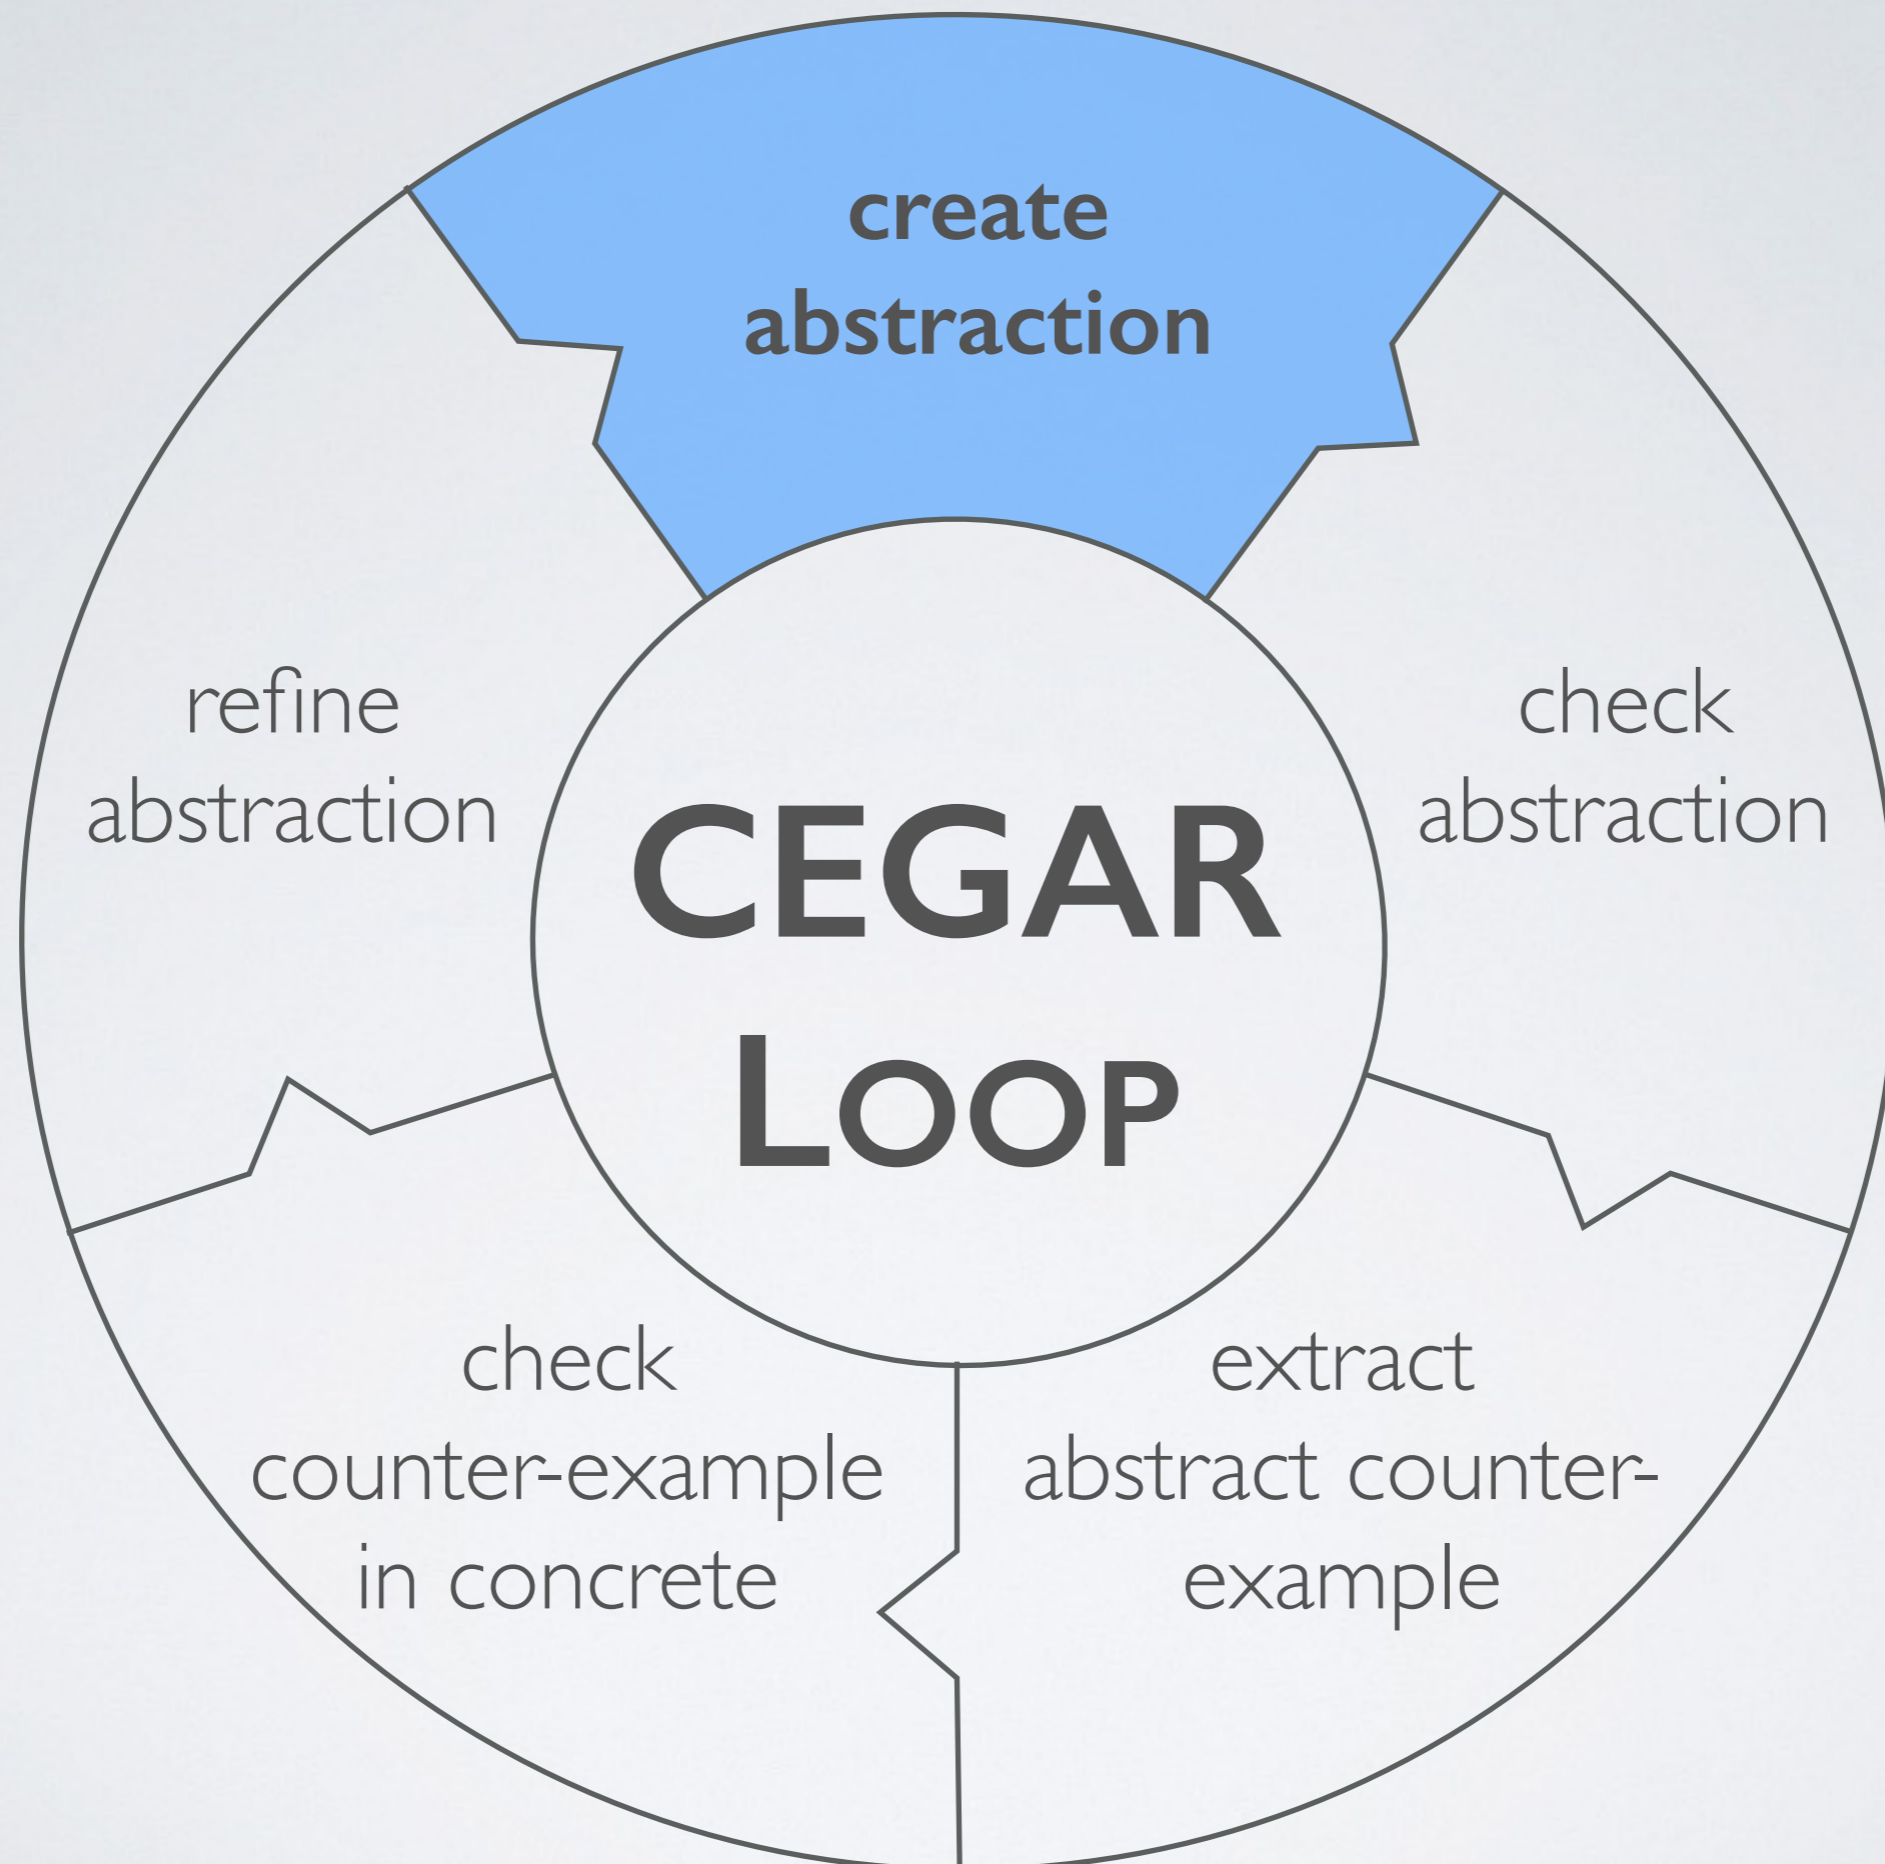 create
abstraction
check
abstraction
extract
abstract counter-
example
check
counter-example
in concrete
refine
abstraction
CEGAR
LOOP